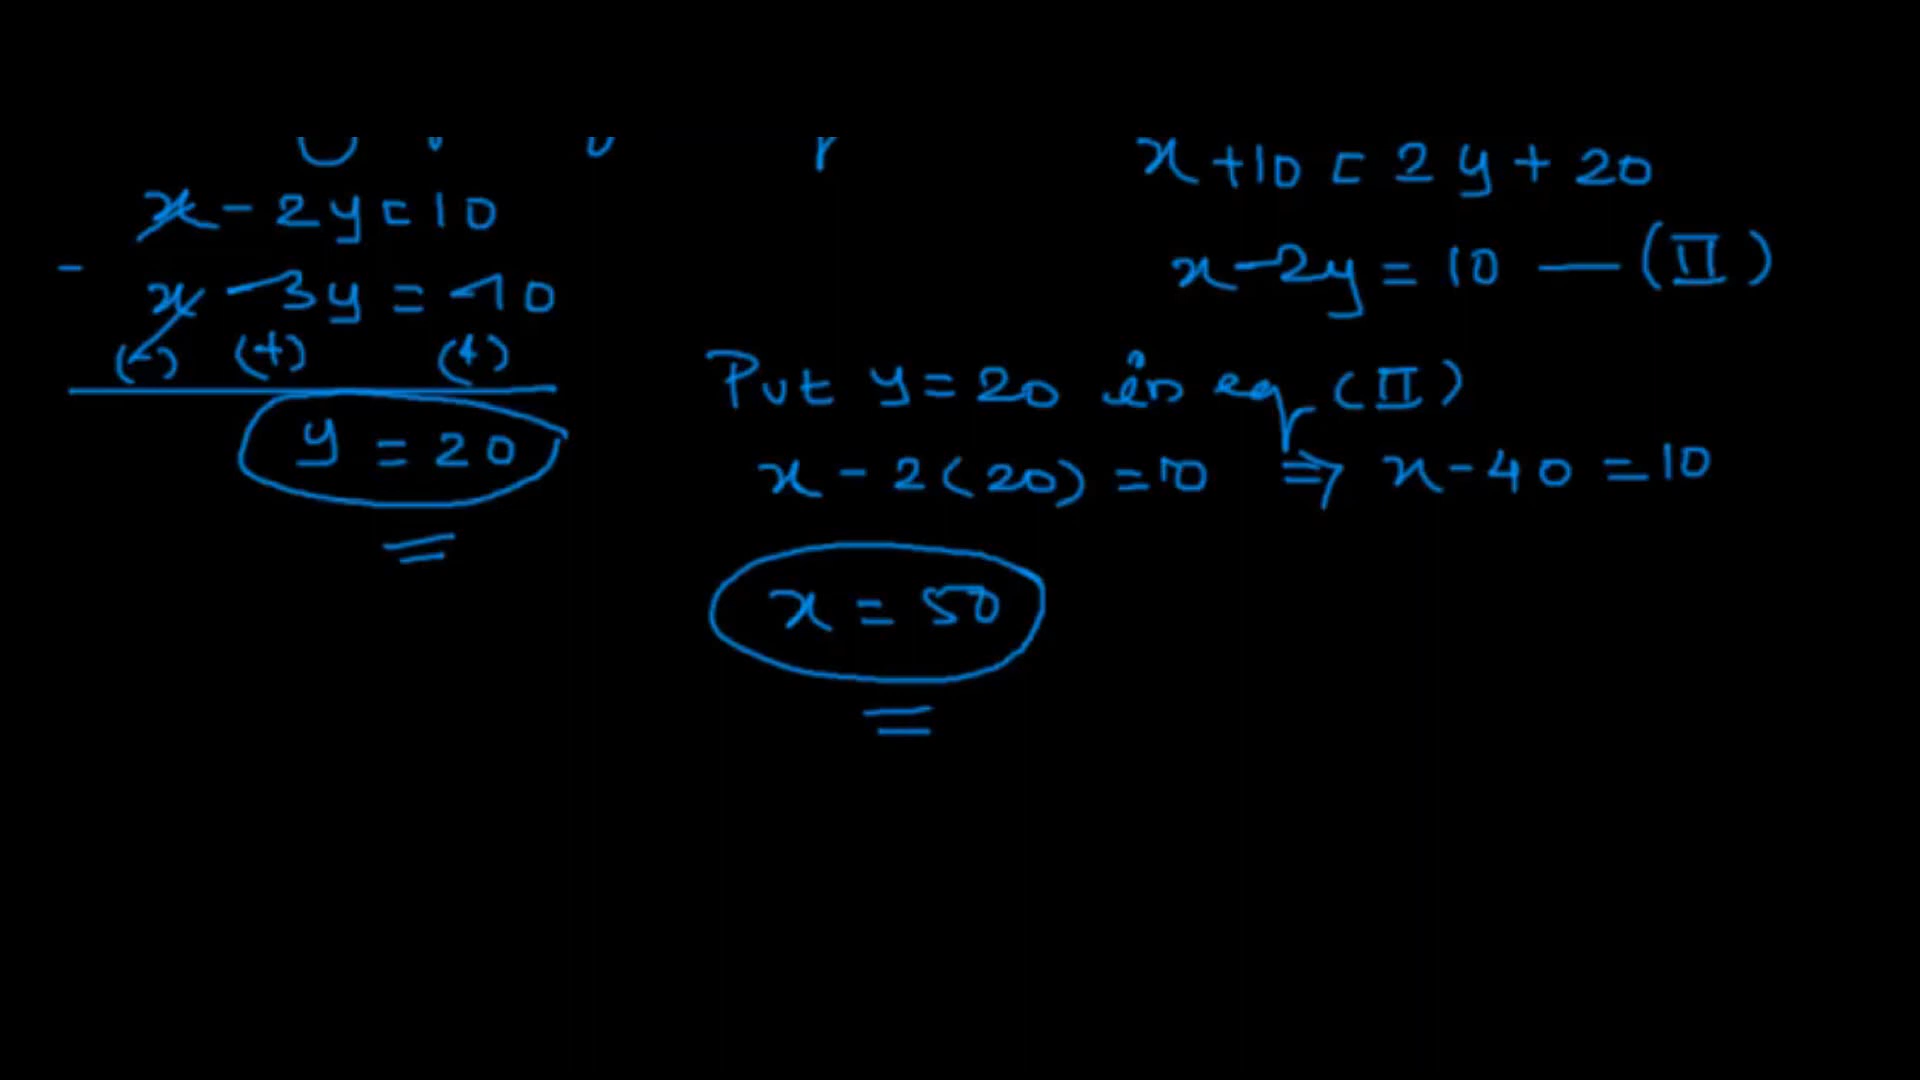 x + 10 = 2y + 20
x - 2y = 10 — (II)
x - 2y = 10
- x - 3y = -10
(-) (+) (+)
y = 20
Put y = 20 in eq (II)
x - 2(20) = 10 ⇒ x - 40 = 10
x = 50